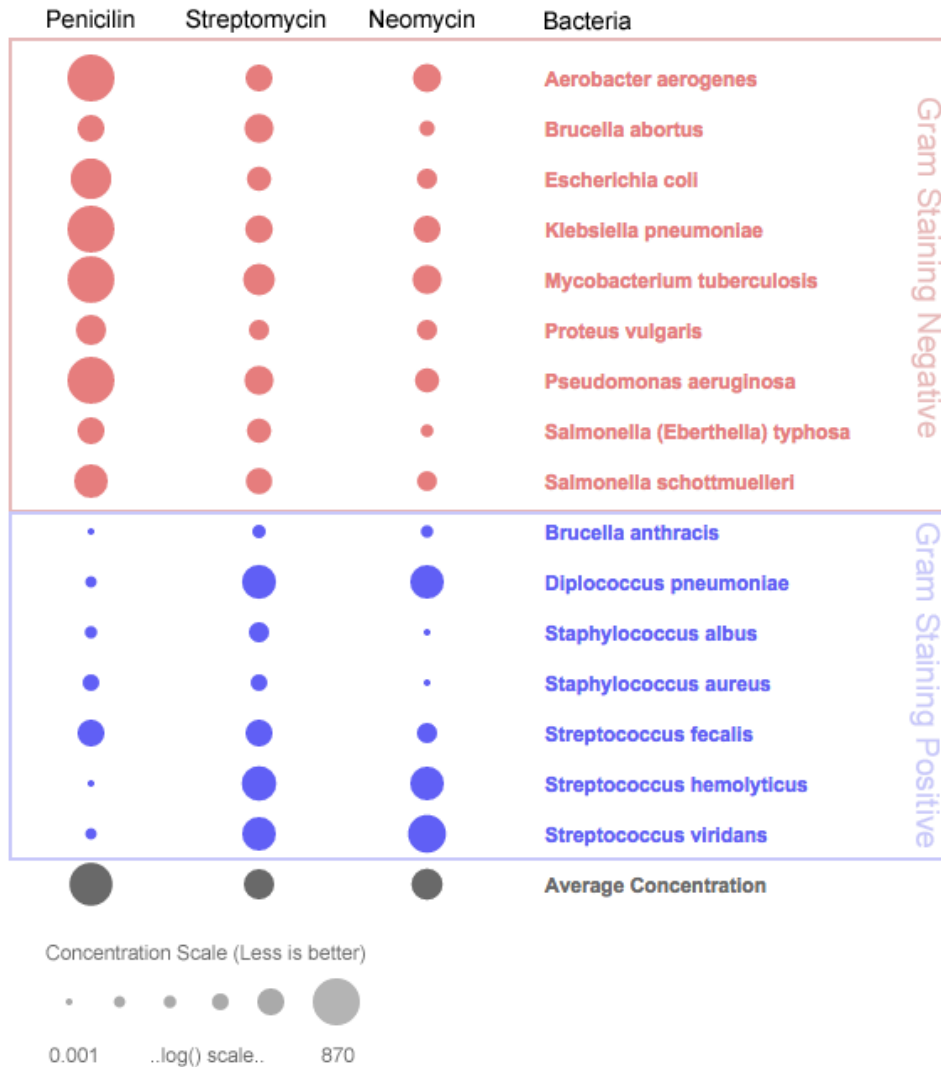 Penicilin Streptomycin Neomycin Bacteria
Aerobacter aerogenes
Brucella abortus
Escherichia coli
Klebsiella pneumoniae
Mycobacterium tuberculosis
Proteus vulgaris
Pseudomonas aeruginosa
Salmonella (Eberthella) typhosa
Salmonella schottmuelleri
Gram Staining Negative
Brucella anthracis
Diplococcus pneumoniae
Staphylococcus albus
Staphylococcus aureus
Streptococcus fecalis
Streptococcus hemolyticus
Streptococcus viridans
Gram Staining Positive
Average Concentration
Concentration Scale (Less is better)
0.001 ..log() scale.. 870